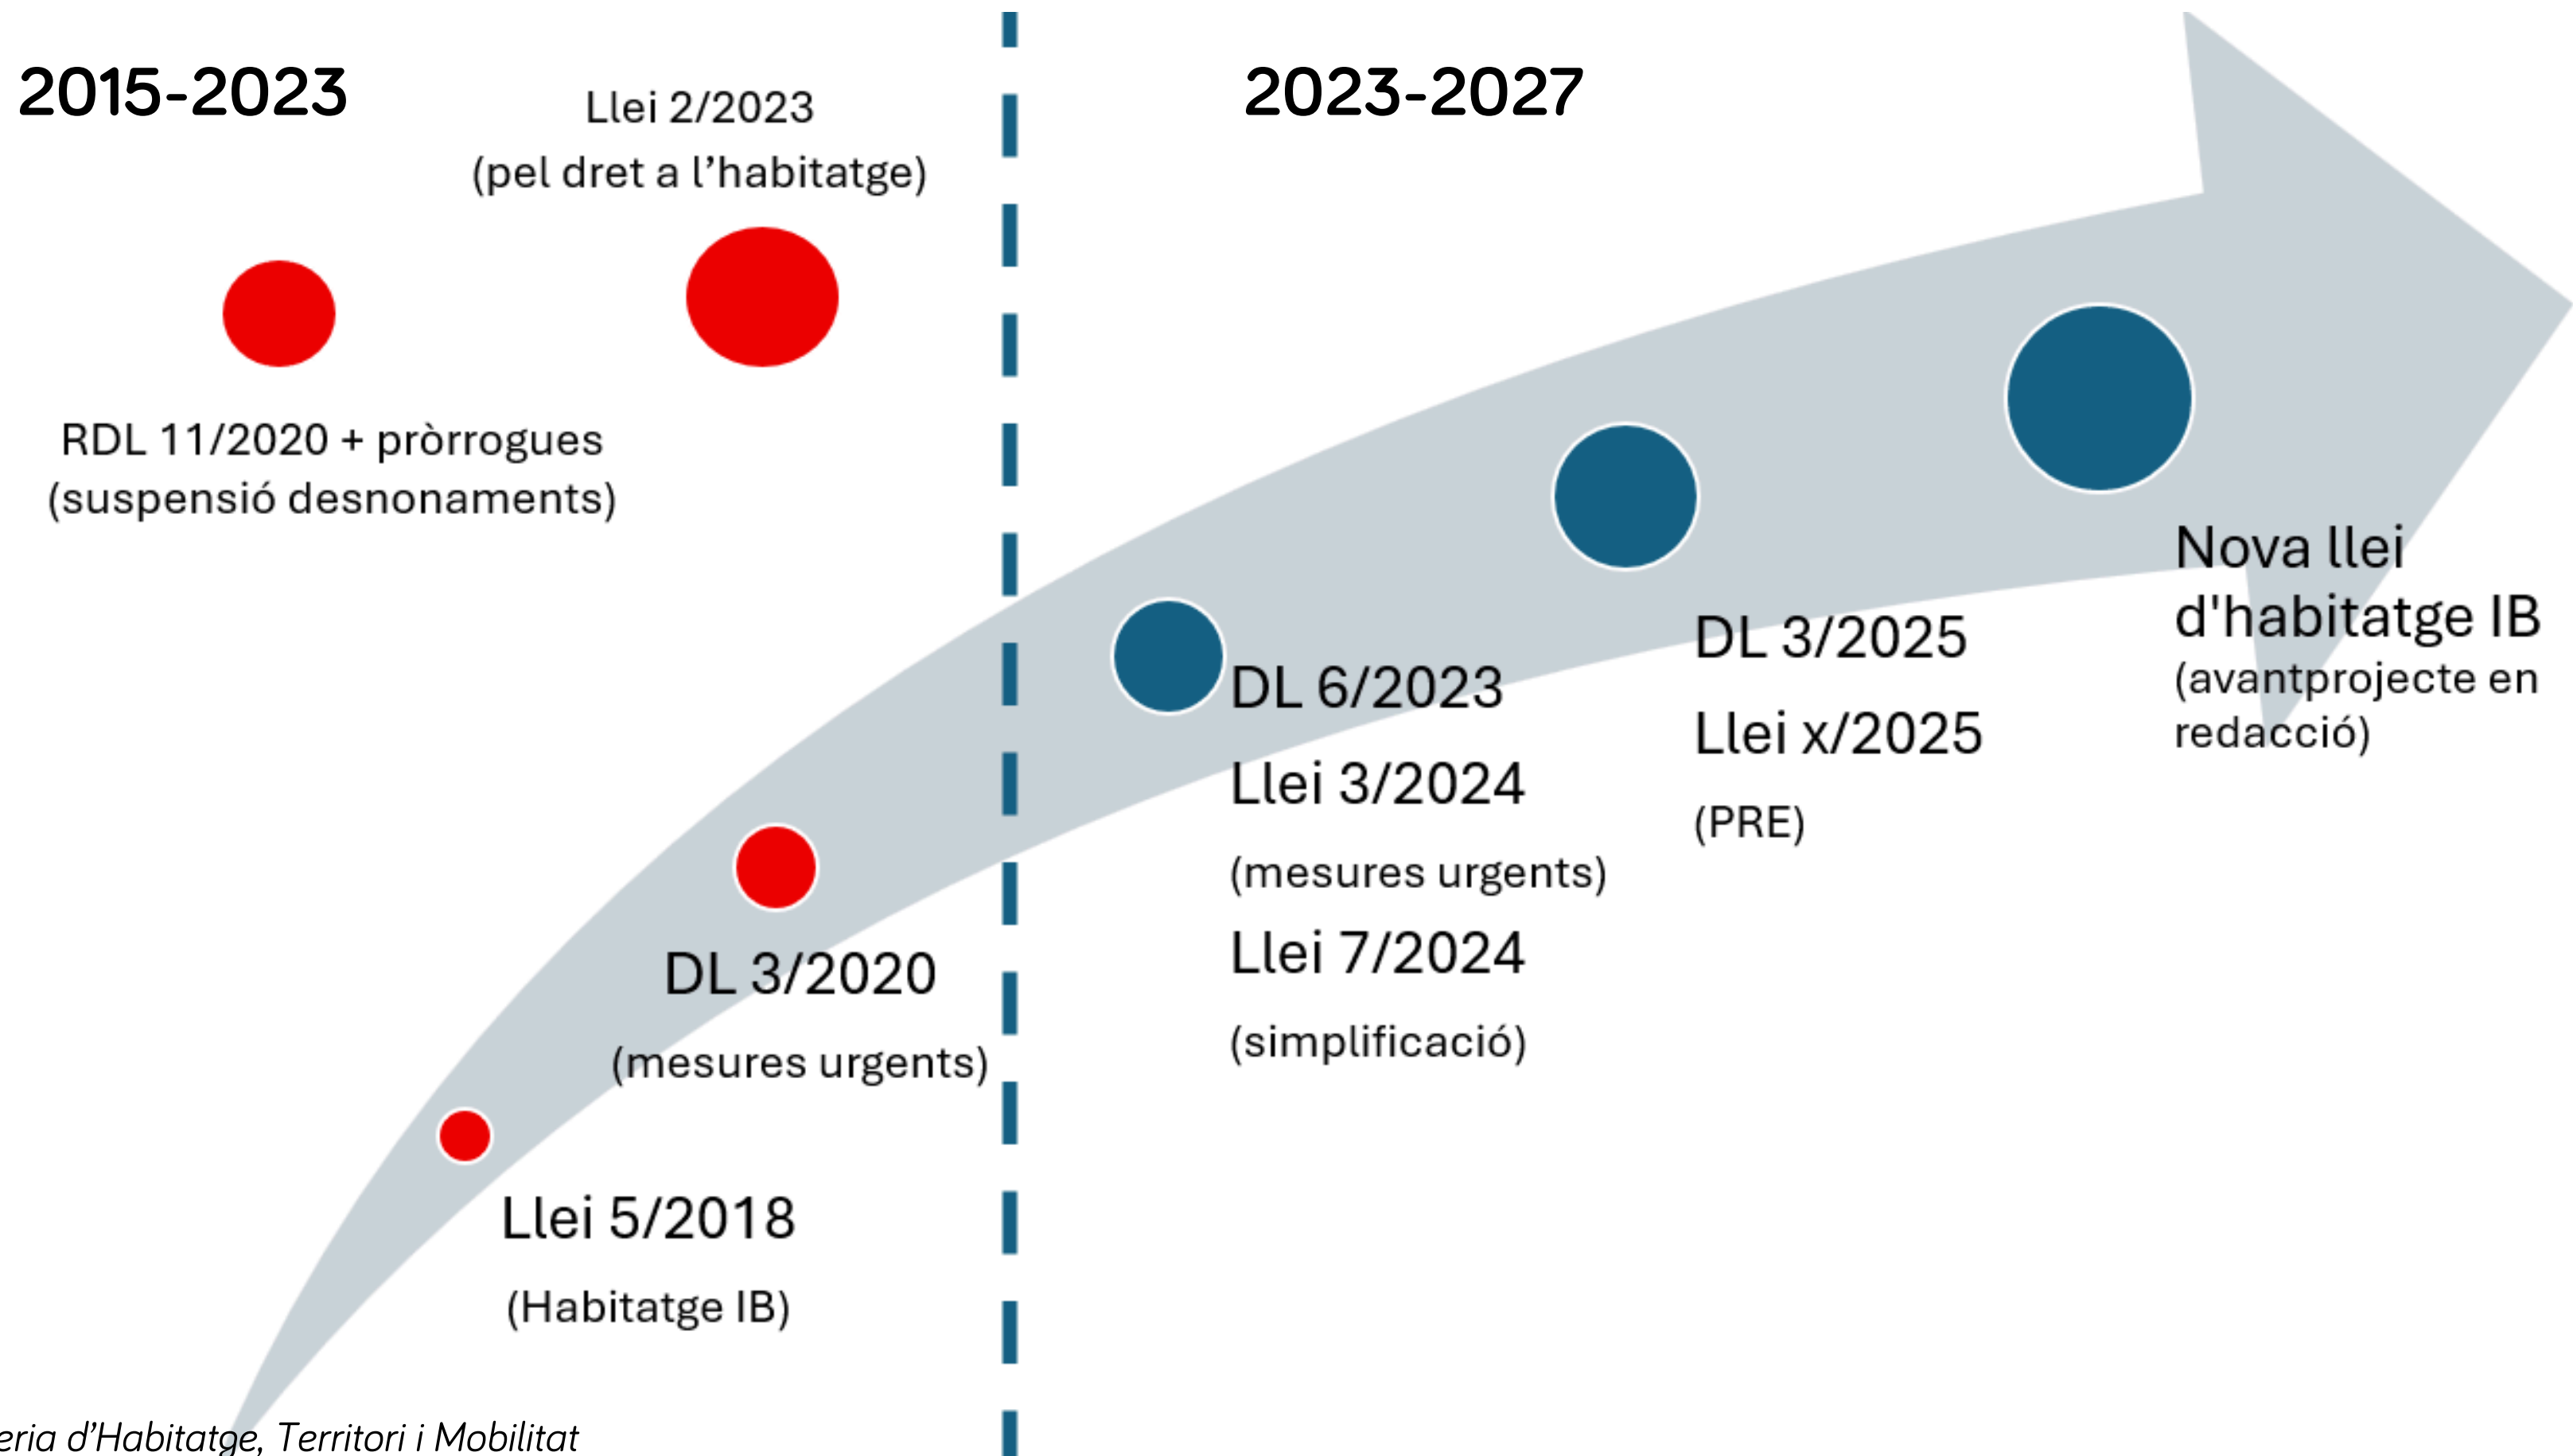 2015-2023
Llei 2/2023
(pel dret a l’habitatge)
RDL 11/2020 + pròrrogues
(suspensió desnonaments)
DL 3/2020
(mesures urgents)
Llei 5/2018
(Habitatge IB)
2023-2027
DL 6/2023
Llei 3/2024
(mesures urgents)
Llei 7/2024
(simplificació)
DL 3/2025
Llei x/2025
(PRE)
Nova llei
d'habitatge IB
(avantprojecte en
redacció)
eria d’Habitatge, Territori i Mobilitat